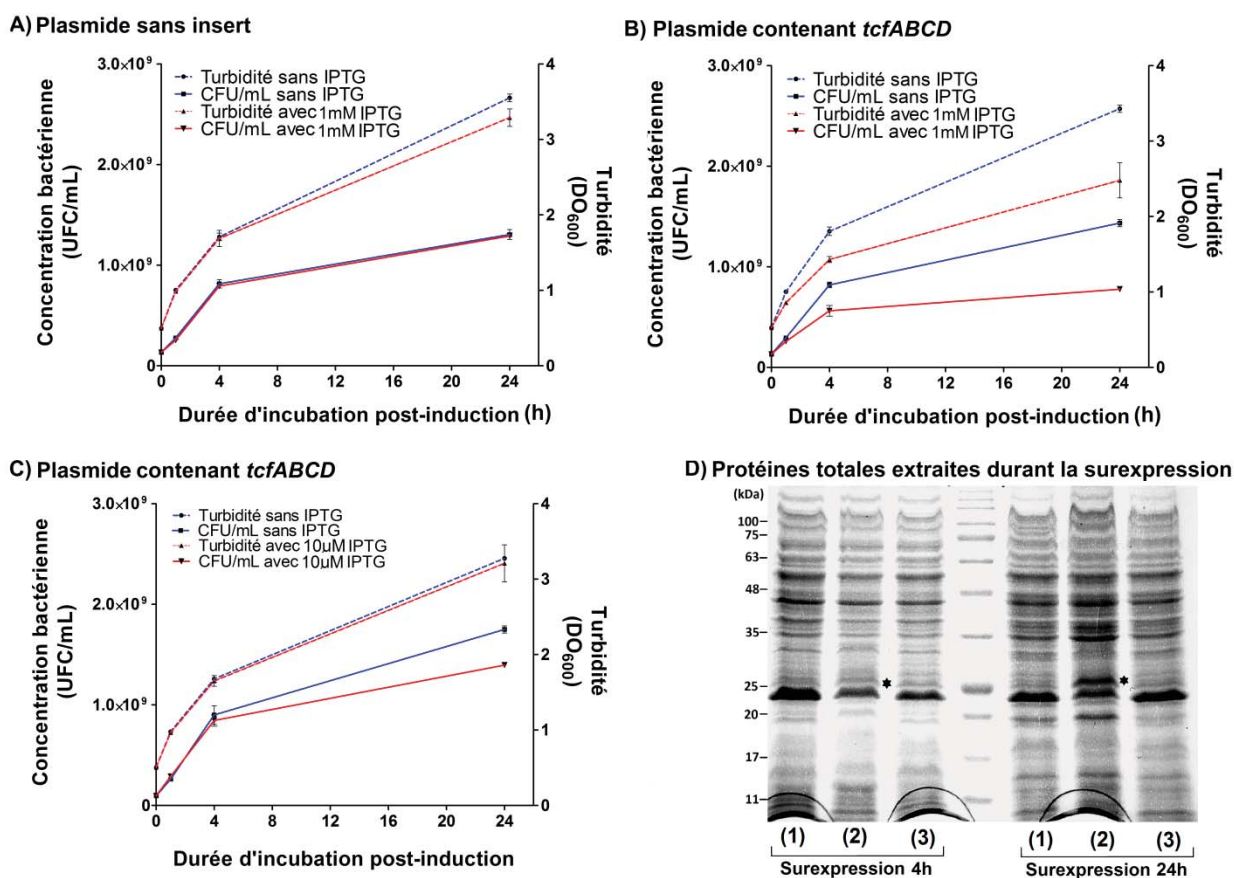 A) Plasmide sans insert
3.0×10⁹
2.0×10⁹
1.0×10⁹
0
Concentration bactérienne
(UFC/mL)
Turbidité sans IPTG
CFU/mL sans IPTG
Turbidité avec 1mM IPTG
CFU/mL avec 1mM IPTG
4
3
2
1
0
Turbidité
(DO₆₀₀)
0 4 8 12 16 20 24
Durée d'incubation post-induction (h)
B) Plasmide contenant tcfABCD
3.0×10⁹
2.0×10⁹
1.0×10⁹
0
Concentration bactérienne
(UFC/mL)
Turbidité sans IPTG
CFU/mL sans IPTG
Turbidité avec 1mM IPTG
CFU/mL avec 1mM IPTG
4
3
2
1
0
Turbidité
(DO₆₀₀)
0 4 8 12 16 20 24
Durée d'incubation post-induction (h)
C) Plasmide contenant tcfABCD
3.0×10⁹
2.0×10⁹
1.0×10⁹
0
Concentration bactérienne
(UFC/mL)
Turbidité sans IPTG
CFU/mL sans IPTG
Turbidité avec 10µM IPTG
CFU/mL avec 10µM IPTG
4
3
2
1
0
Turbidité
(DO₆₀₀)
0 4 8 12 16 20 24
Durée d'incubation post-induction
D) Protéines totales extraites durant la surexpression
(kDa)
100
75
63
48
35
25
20
17
11
(1) (2) (3) (1) (2) (3)
Surexpression 4h Surexpression 24h